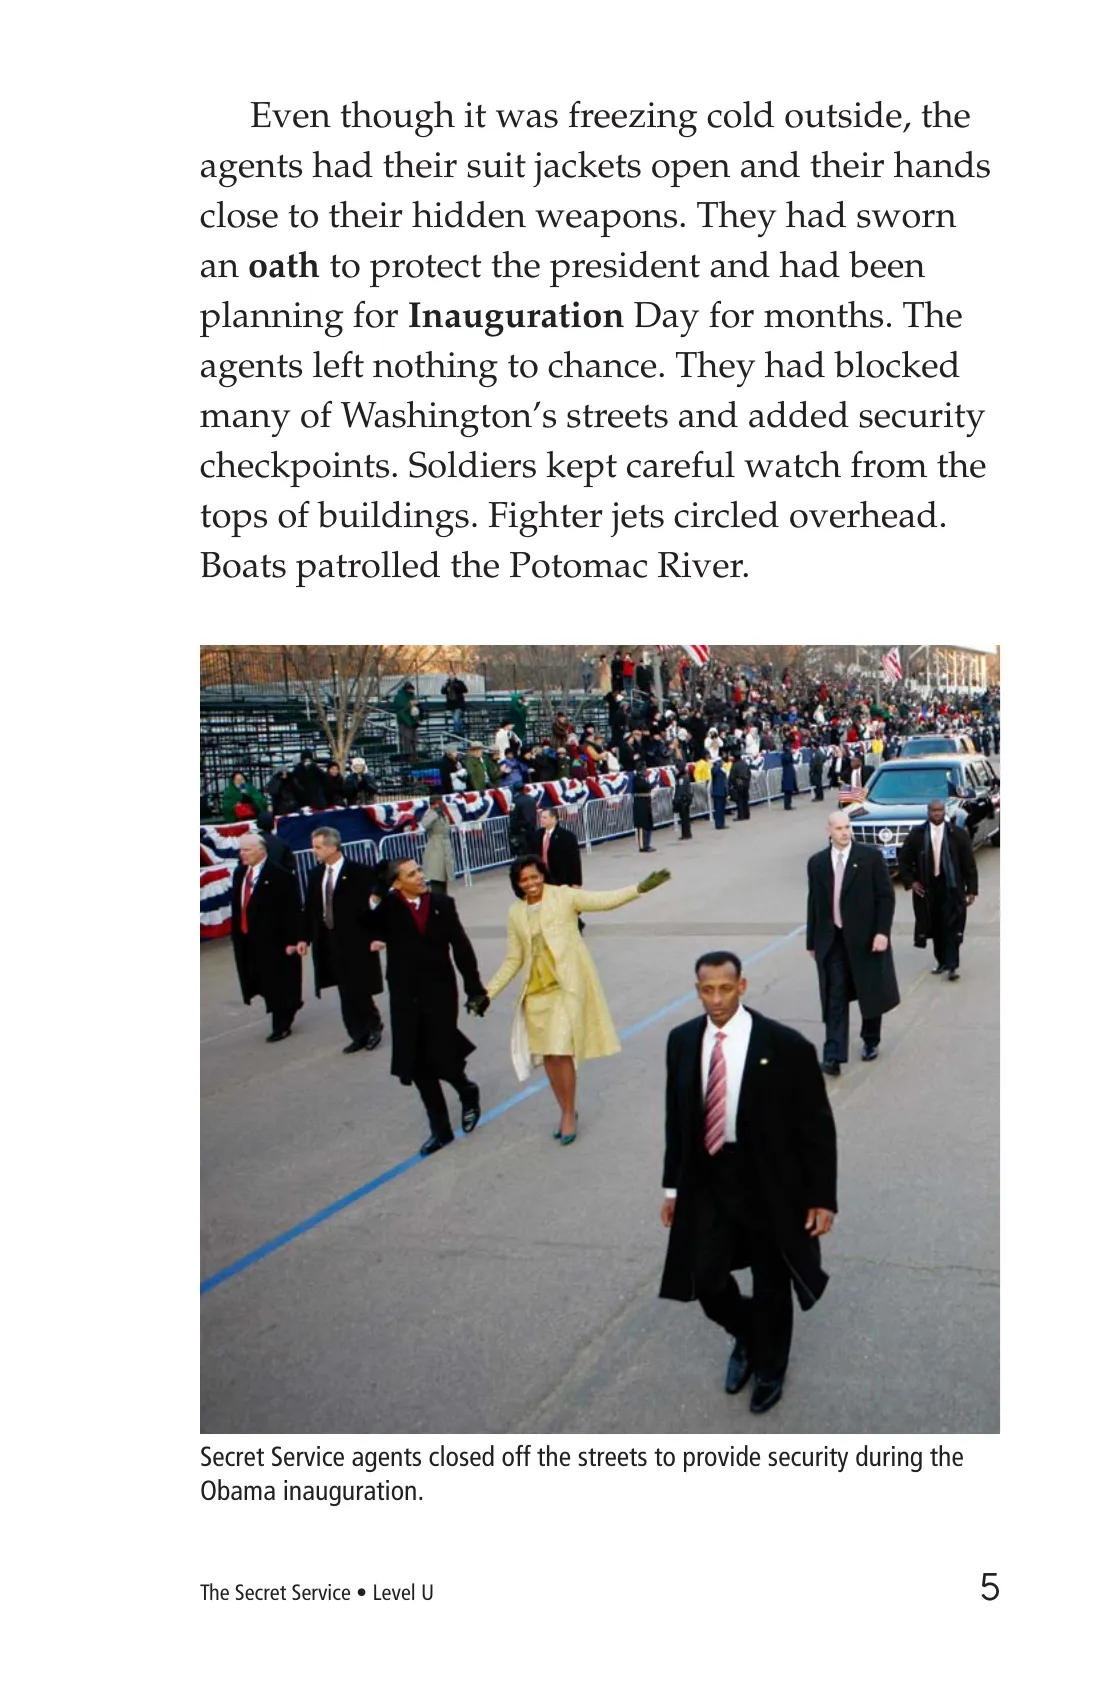 Even though it was freezing cold outside, the
agents had their suit jackets open and their hands
close to their hidden weapons. They had sworn
an oath to protect the president and had been
planning for Inauguration Day for months. The
agents left nothing to chance. They had blocked
many of Washington’s streets and added security
checkpoints. Soldiers kept careful watch from the
tops of buildings. Fighter jets circled overhead.
Boats patrolled the Potomac River.
Secret Service agents closed off the streets to provide security during the
Obama inauguration.
The Secret Service • Level U
5